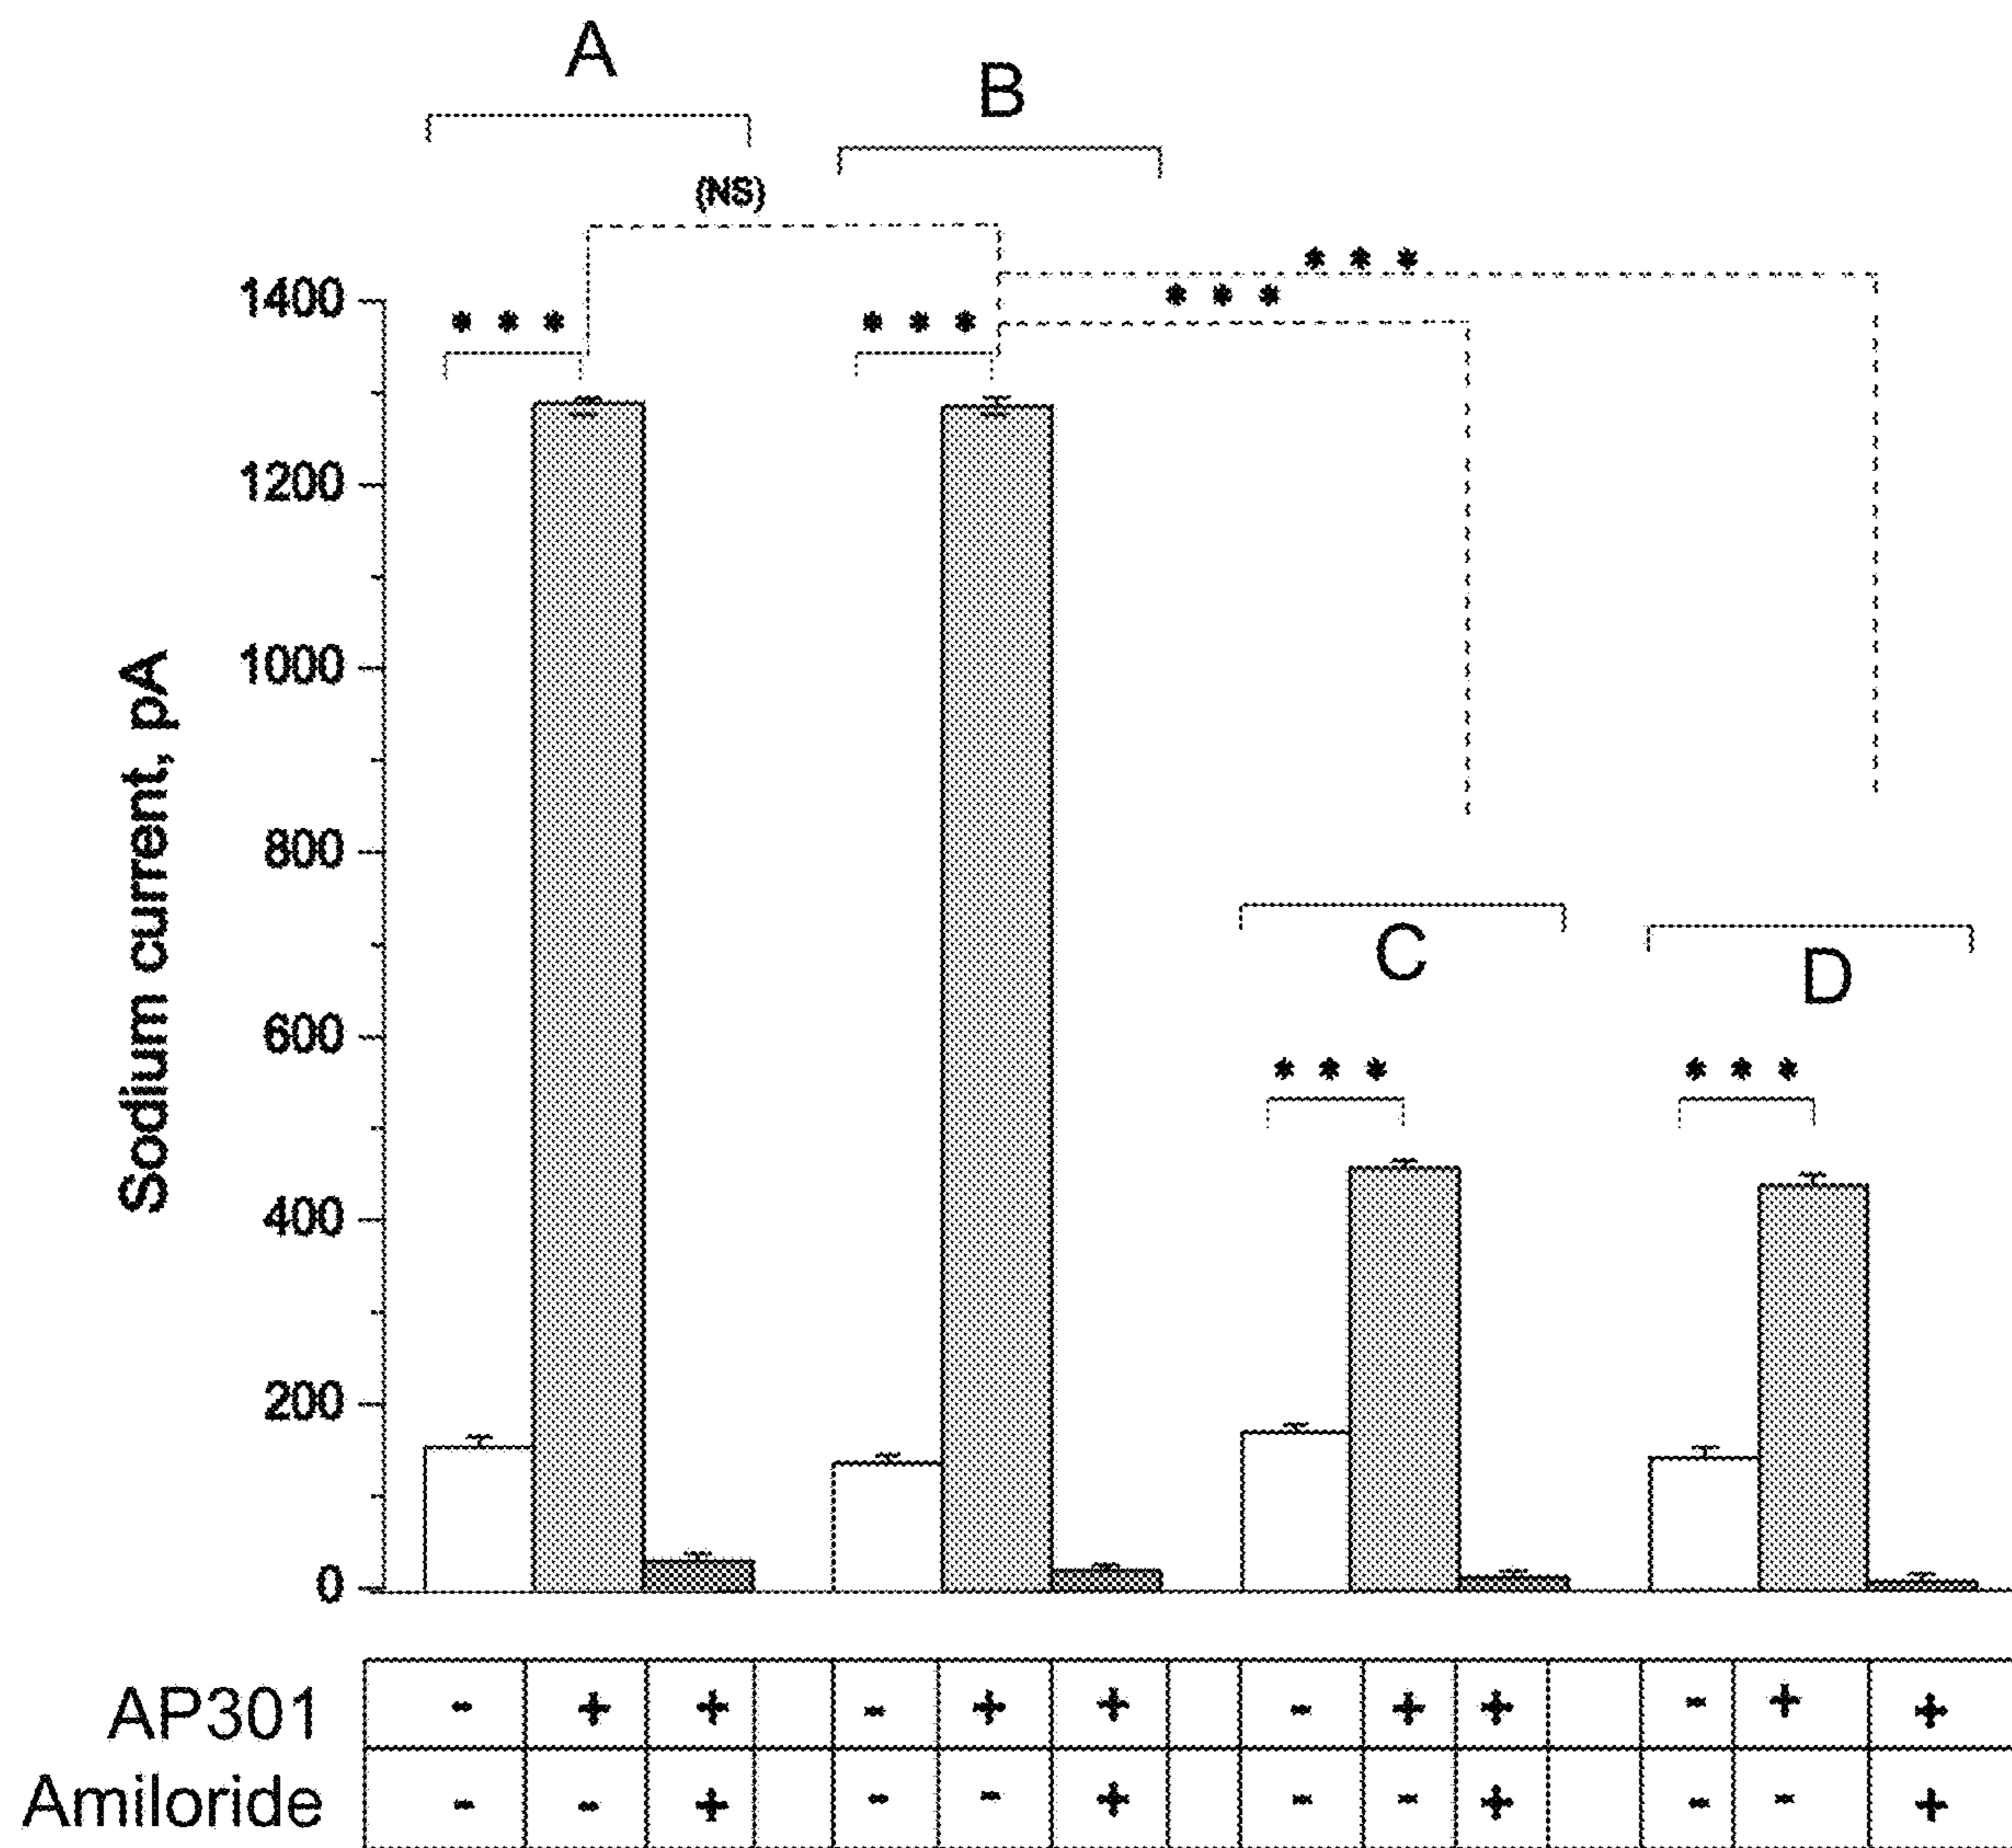 A
B
(NS)
* * *
* * *
* * *
* * *
1400
1200
1000
800
600
400
200
0
Sodium current, pA
C
D
* * *
* * *
AP301 - + + - + + - + + - + +
Amiloride - - + - - + - - + - - +